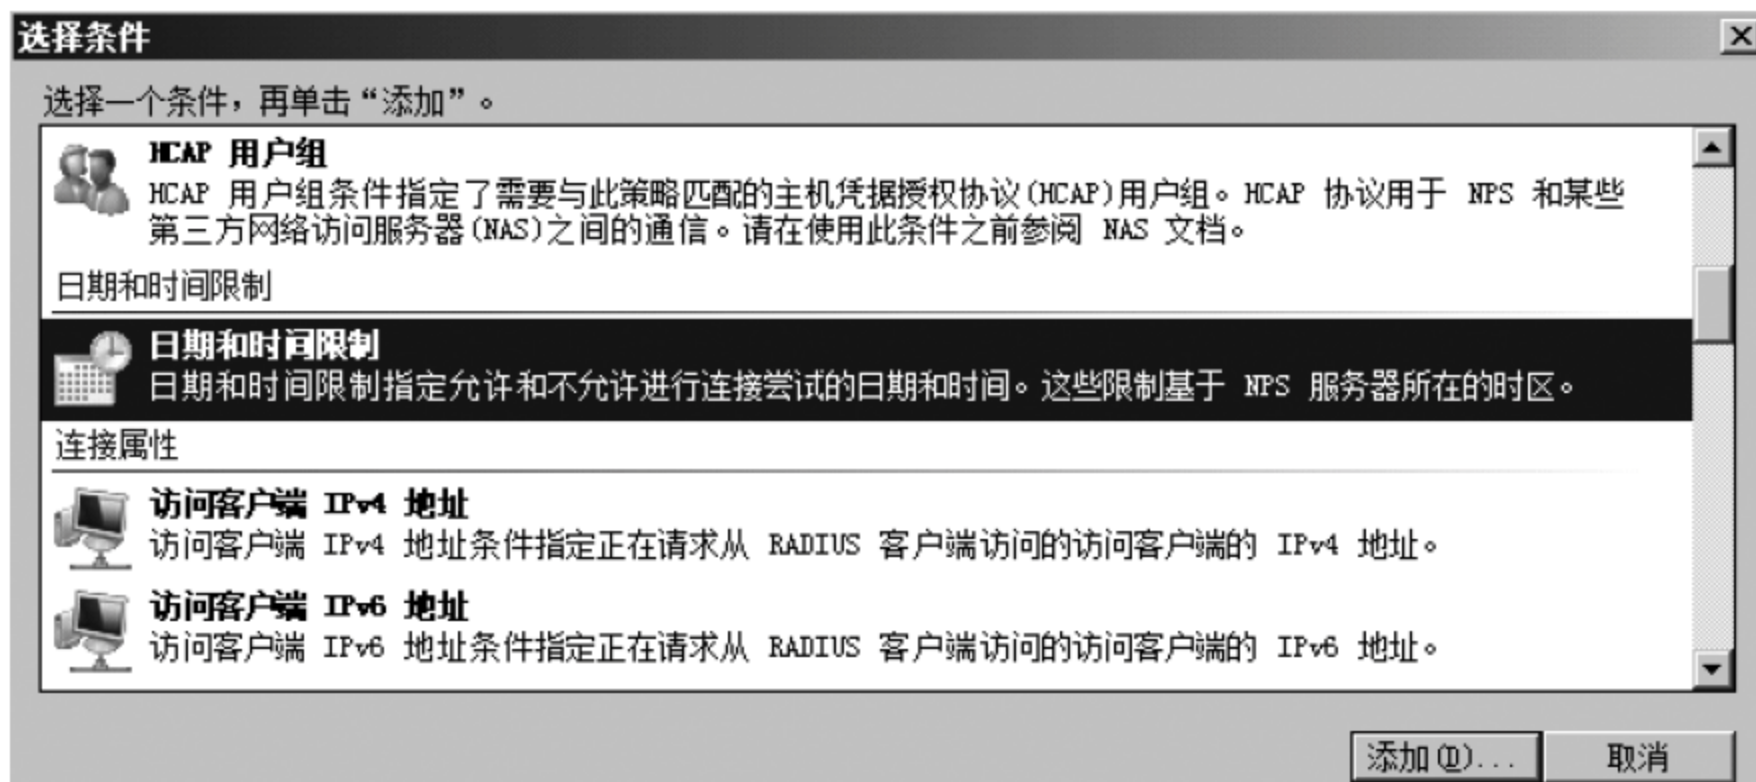 选择条件
选择一个条件，再单击“添加”。
HCAP 用户组
HCAP 用户组条件指定了需要与此策略匹配的主机凭据授权协议(HCAP)用户组。HCAP 协议用于 NPS 和某些
第三方网络访问服务器(NAS)之间的通信。请在使用此条件之前参阅 NAS 文档。
日期和时间限制
日期和时间限制
日期和时间限制指定允许和不允许进行连接尝试的日期和时间。这些限制基于 NPS 服务器所在的时区。
连接属性
访问客户端 IPv4 地址
访问客户端 IPv4 地址条件指定正在请求从 RADIUS 客户端访问的访问客户端的 IPv4 地址。
访问客户端 IPv6 地址
访问客户端 IPv6 地址条件指定正在请求从 RADIUS 客户端访问的访问客户端的 IPv6 地址。
添加(D)... 取消